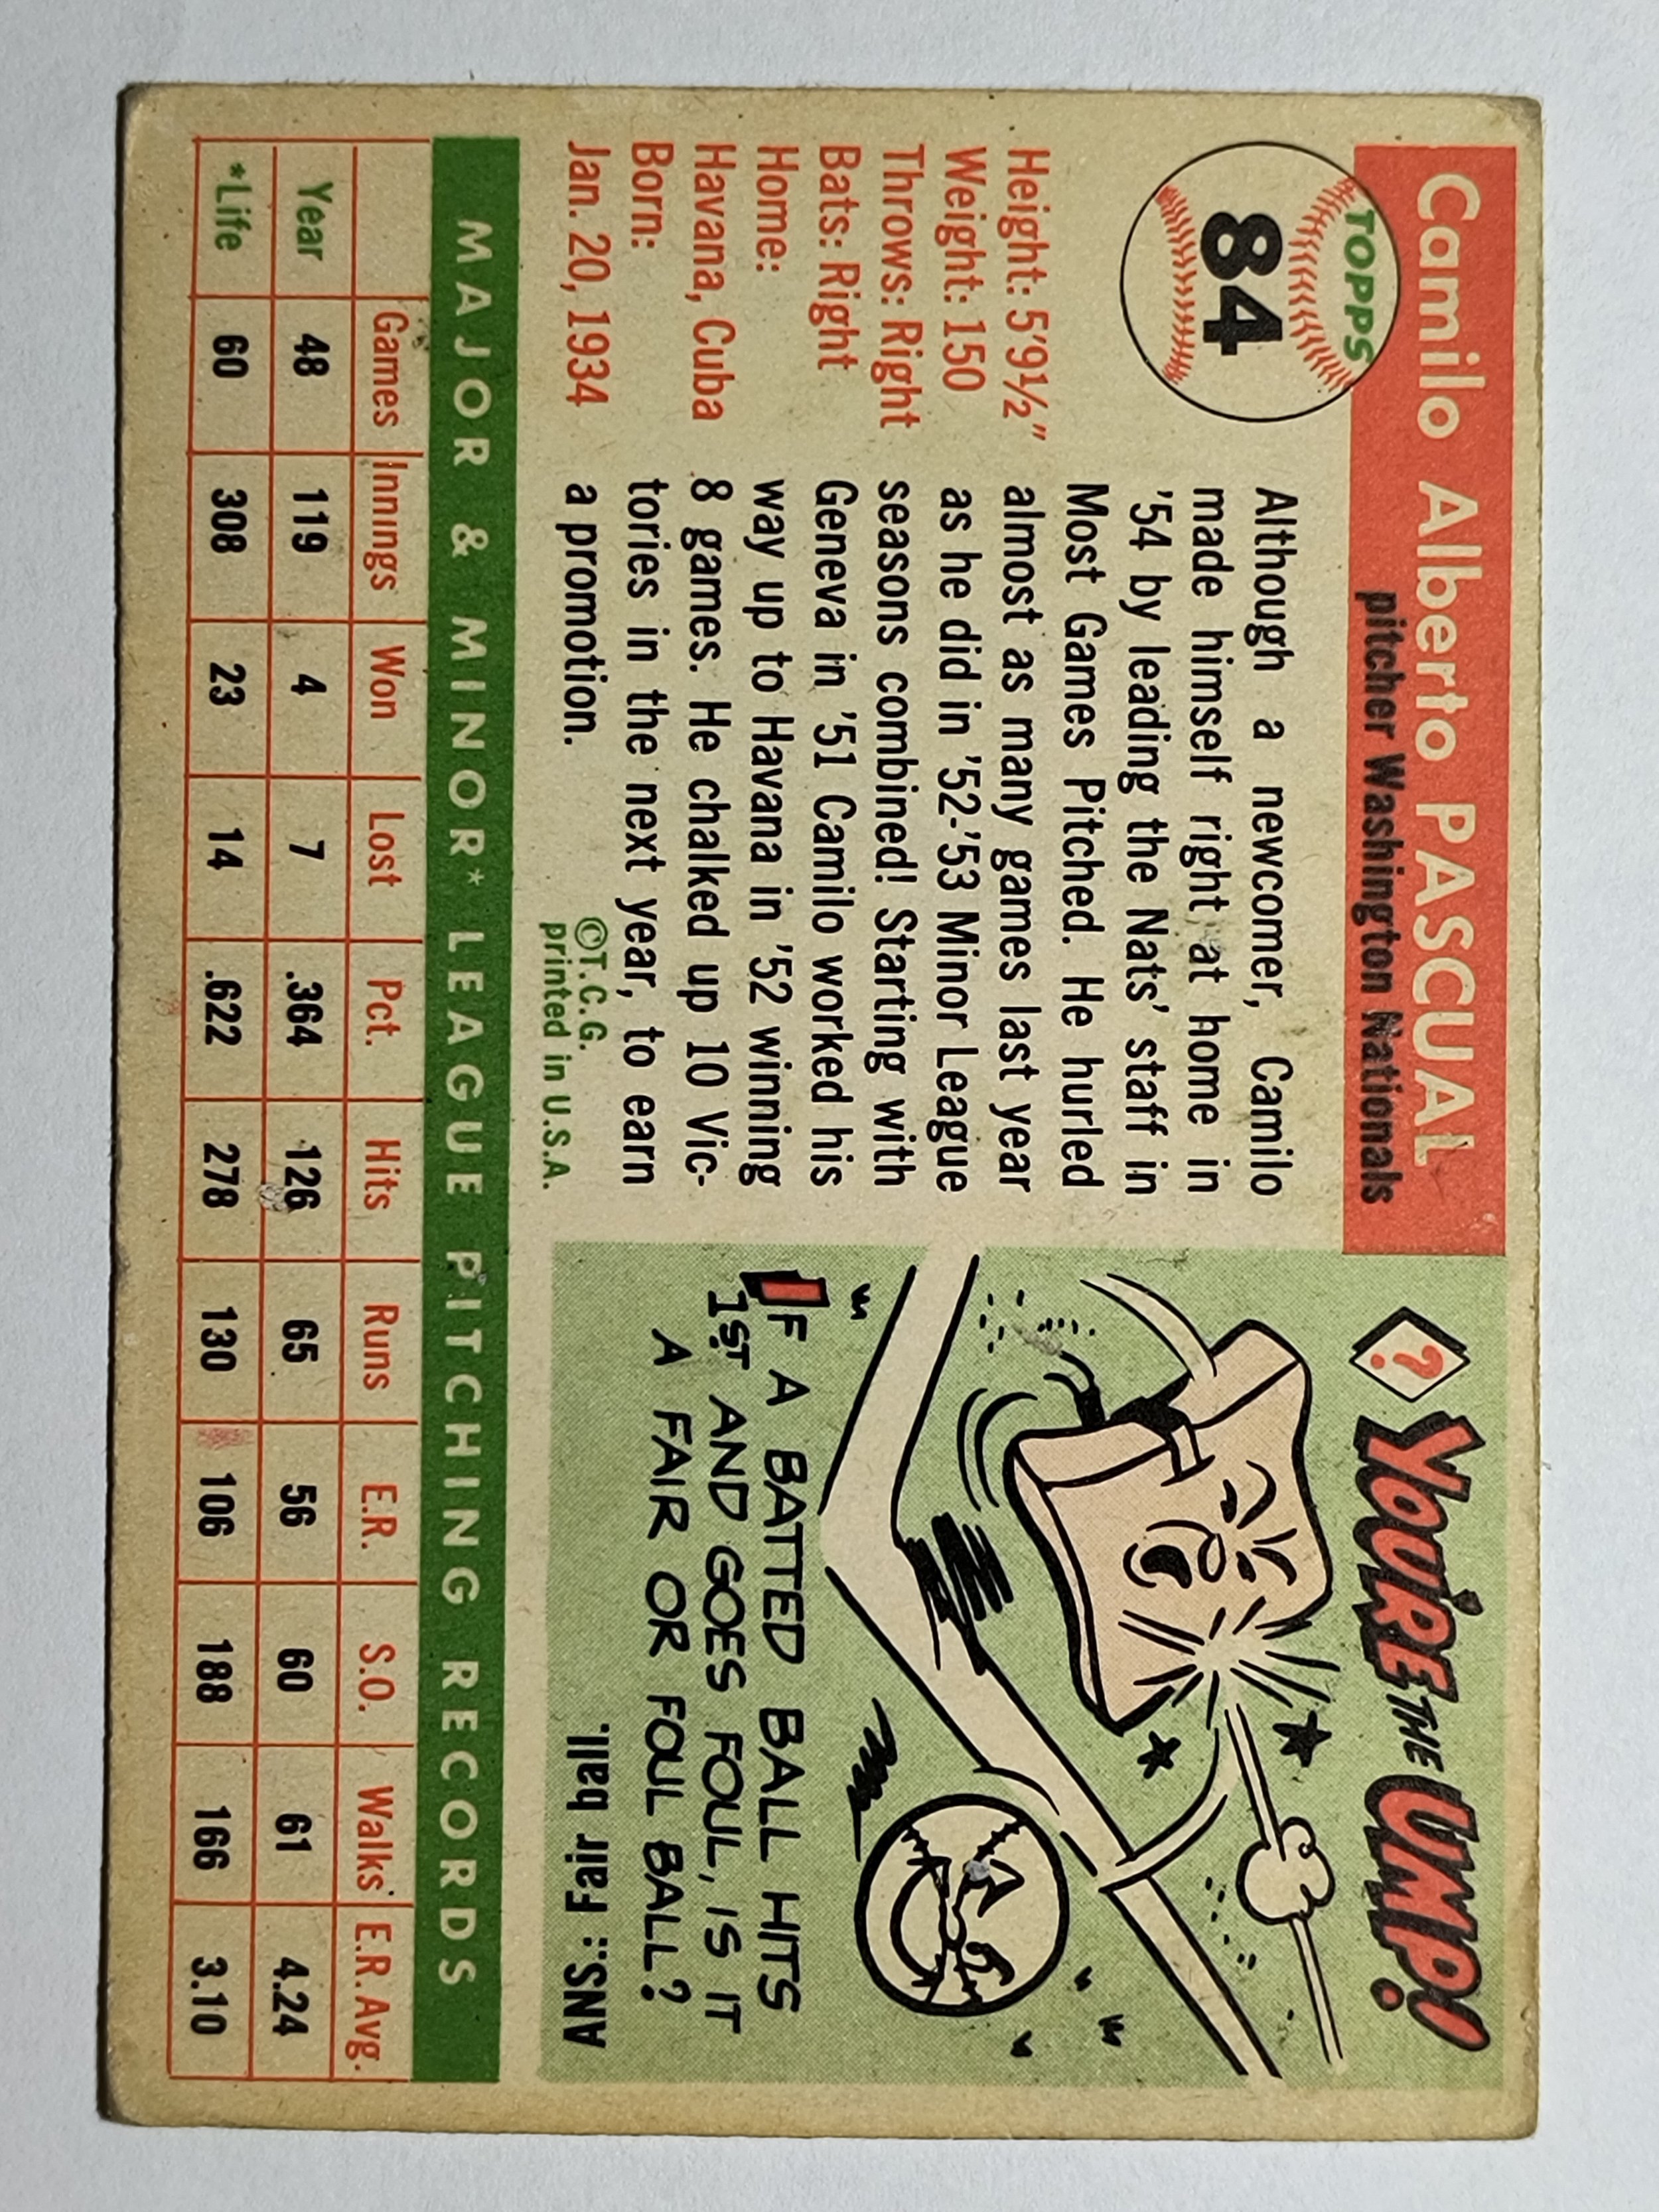 Camilo Alberto PASCUAL
pitcher Washington Nationals
TOPPS
84
Height: 5'9½"
Weight: 150
Throws: Right
Bats: Right
Home:
Havana, Cuba
Born:
Jan. 20, 1934
Although a newcomer, Camilo
made himself right at home in
'54 by leading the Nats' staff in
Most Games Pitched. He hurled
almost as many games last year
as he did in '52-'53 Minor League
seasons combined! Starting with
Geneva in '51 Camilo worked his
way up to Havana in '52 winning
8 games. He chalked up 10 Vic-
tories in the next year, to earn
a promotion.
©T.C.G.
printed in U.S.A.
? YOU'RE THE UMP!
IF A BATTED BALL HITS
1ST AND GOES FOUL, IS IT
A FAIR OR FOUL BALL?
ANS.: Fair ball.
MAJOR & MINOR* LEAGUE PITCHING RECORDS
Games Innings Won Lost Pct. Hits Runs E.R. S.O. Walks E.R. Avg.
Year 48 119 4 7 .364 126 65 56 60 61 4.24
*Life 60 308 23 14 .622 278 130 106 188 166 3.10